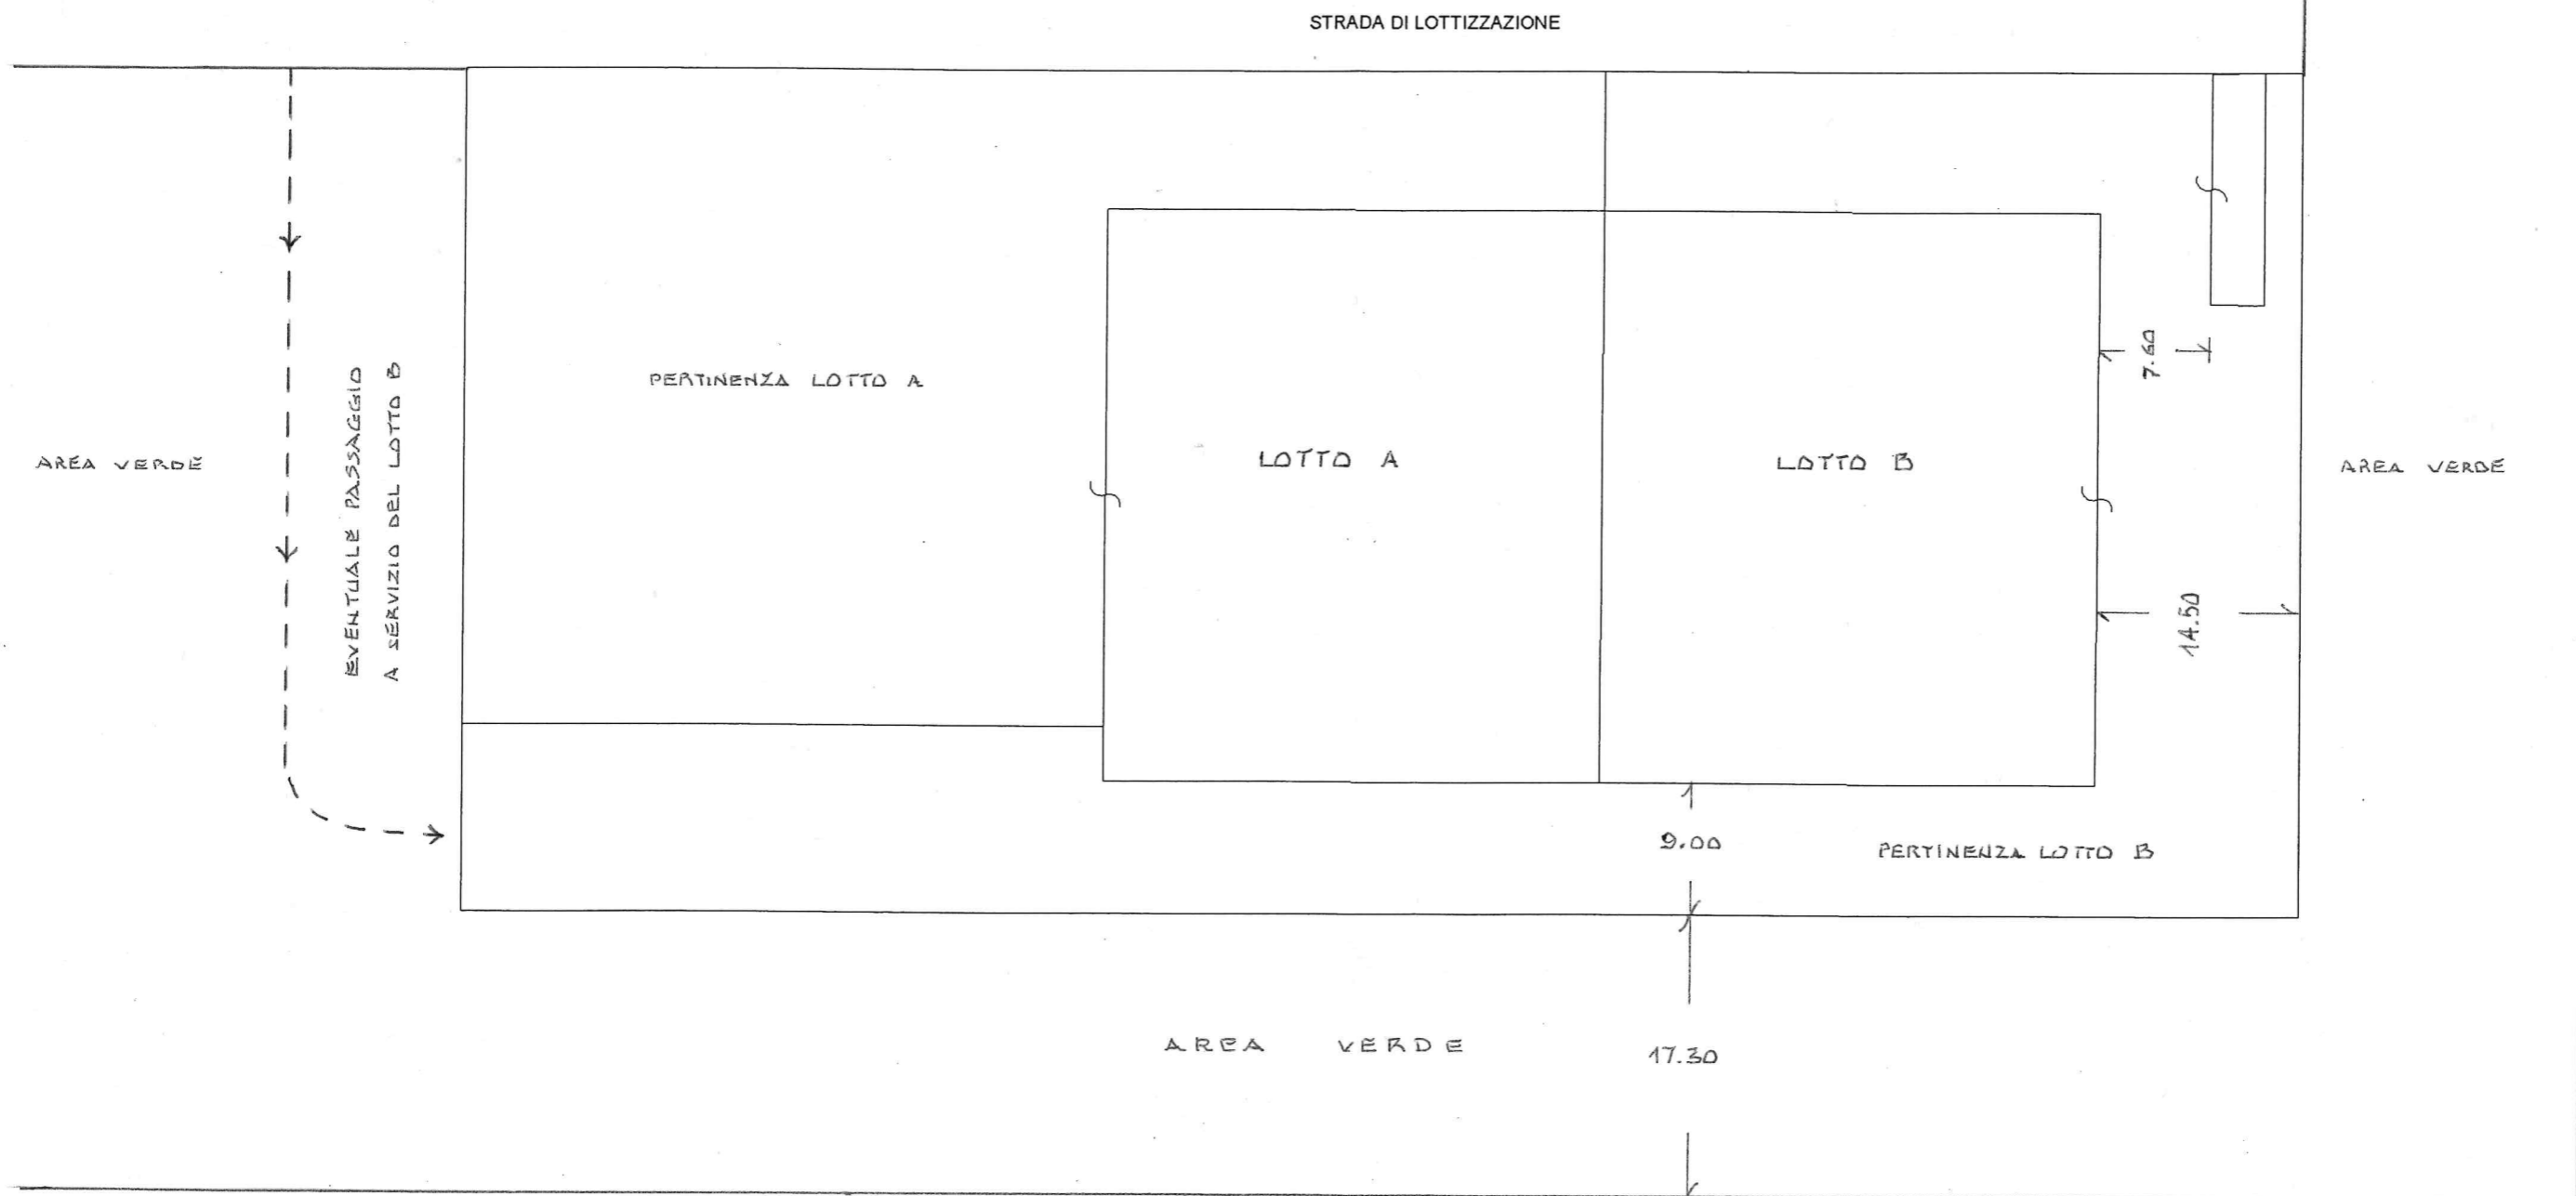 STRADA DI LOTTIZZAZIONE
PERTINENZA LOTTO A
LOTTO A
LOTTO B
7.60
AREA VERDE
EVENTUALE PASSAGGIO
A SERVIZIO DEL LOTTO B
AREA VERDE
14.50
9.00
PERTINENZA LOTTO B
AREA VERDE
17.30